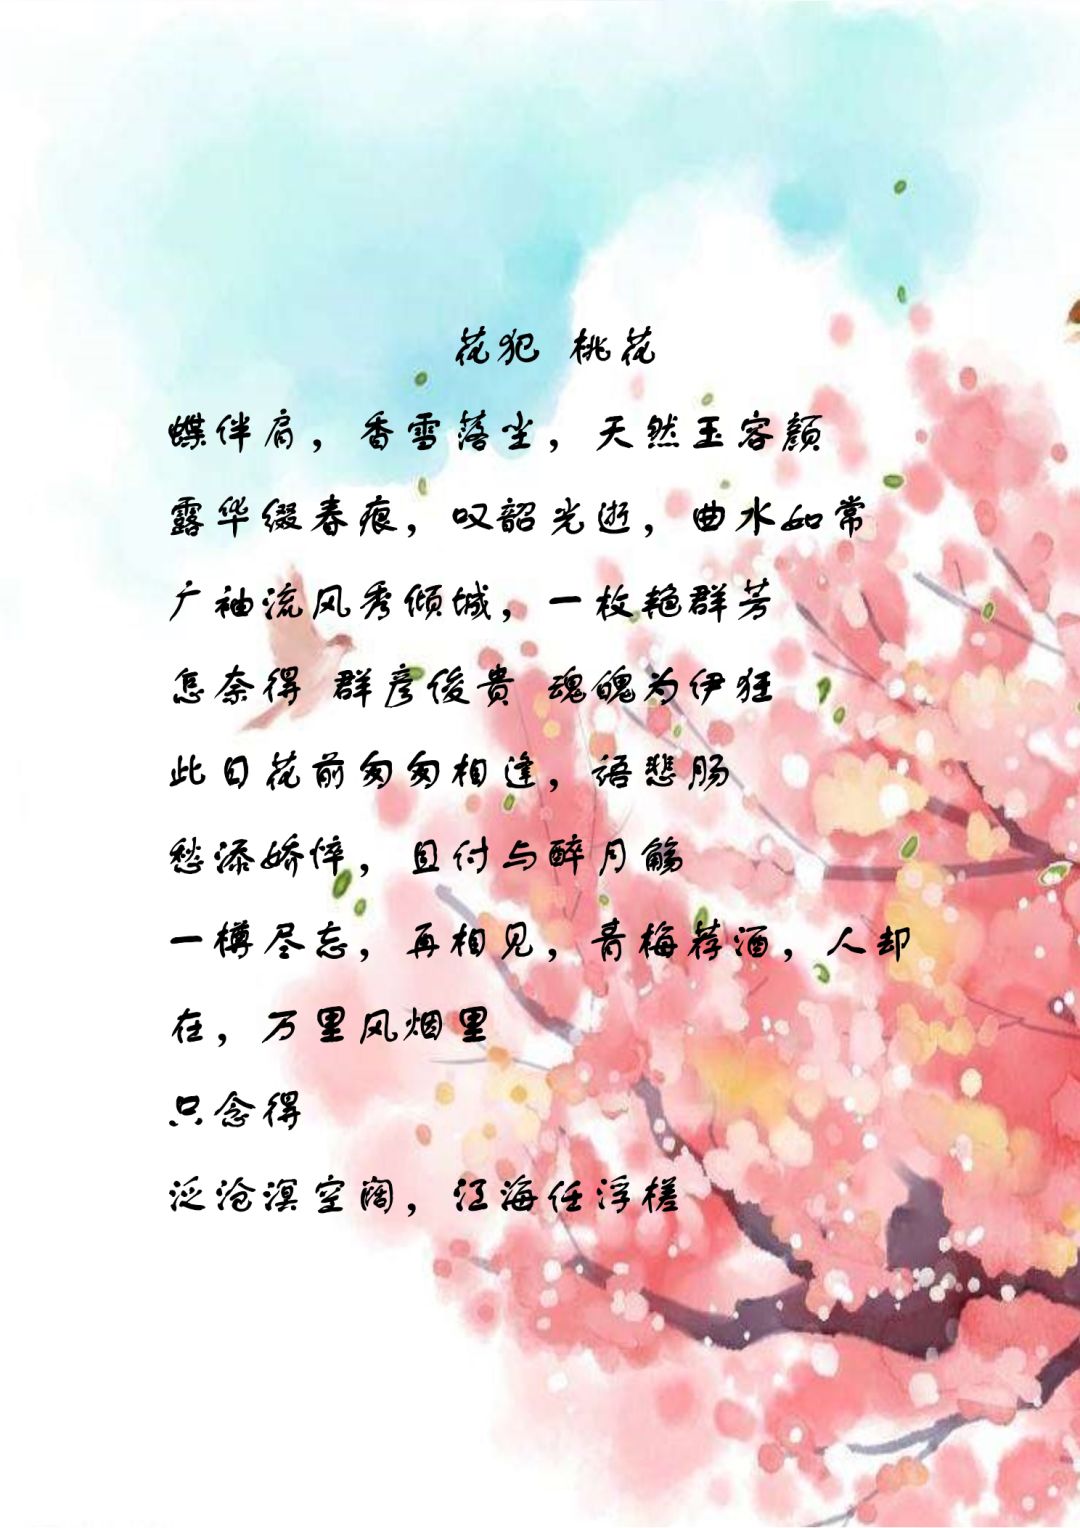 花犯 桃花
蝶伴肩，香雪落尘，天然玉容颜
露华缀春痕，叹韶光逝，曲水如常
广袖流风秀倾城，一枚艳群芳
怎奈得 群彦俊贵 魂魄为伊狂
此日花前匆匆相逢，语悲肠
愁添娇悴，且付与醉月觞
一樽尽忘，再相见，青梅荐酒，人却
在，万里风烟里
只念得
泛沧溟空阔，江海任浮槎